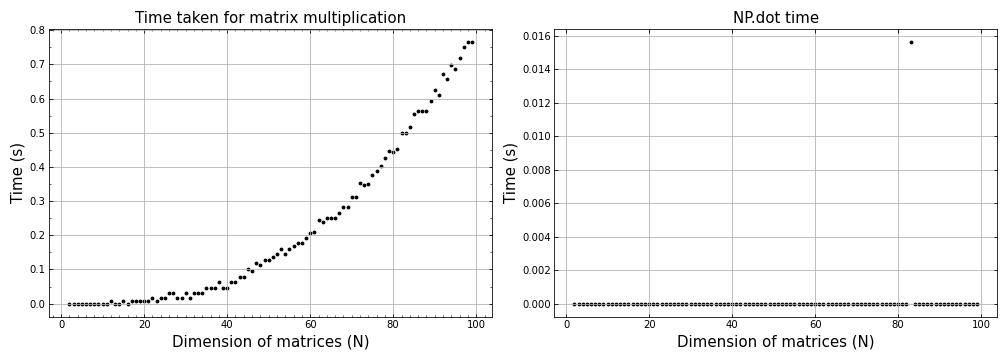 Time taken for matrix multiplication
Time (s)
0.8
0.7
0.6
0.5
0.4
0.3
0.2
0.1
0.0
0 20 40 60 80 100
Dimension of matrices (N)
NP.dot time
Time (s)
0.016
0.014
0.012
0.010
0.008
0.006
0.004
0.002
0.000
0 20 40 60 80 100
Dimension of matrices (N)